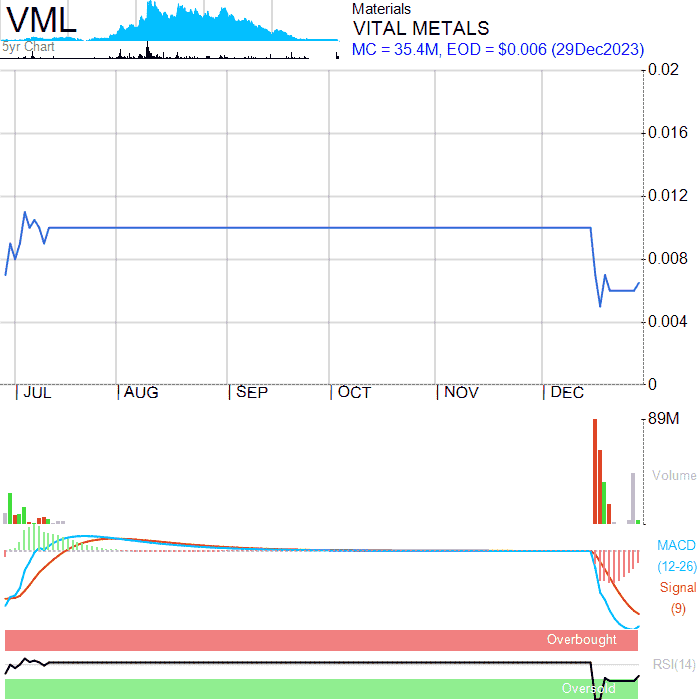 VML
5yr Chart
Materials
VITAL METALS
MC = 35.4M, EOD = $0.006 (29Dec2023)
0.02
0.016
0.012
0.008
0.004
0
| JUL | AUG | SEP | OCT | NOV | DEC
89M
Volume
MACD
(12-26)
Signal
(9)
Overbought
RSI(14)
Oversold